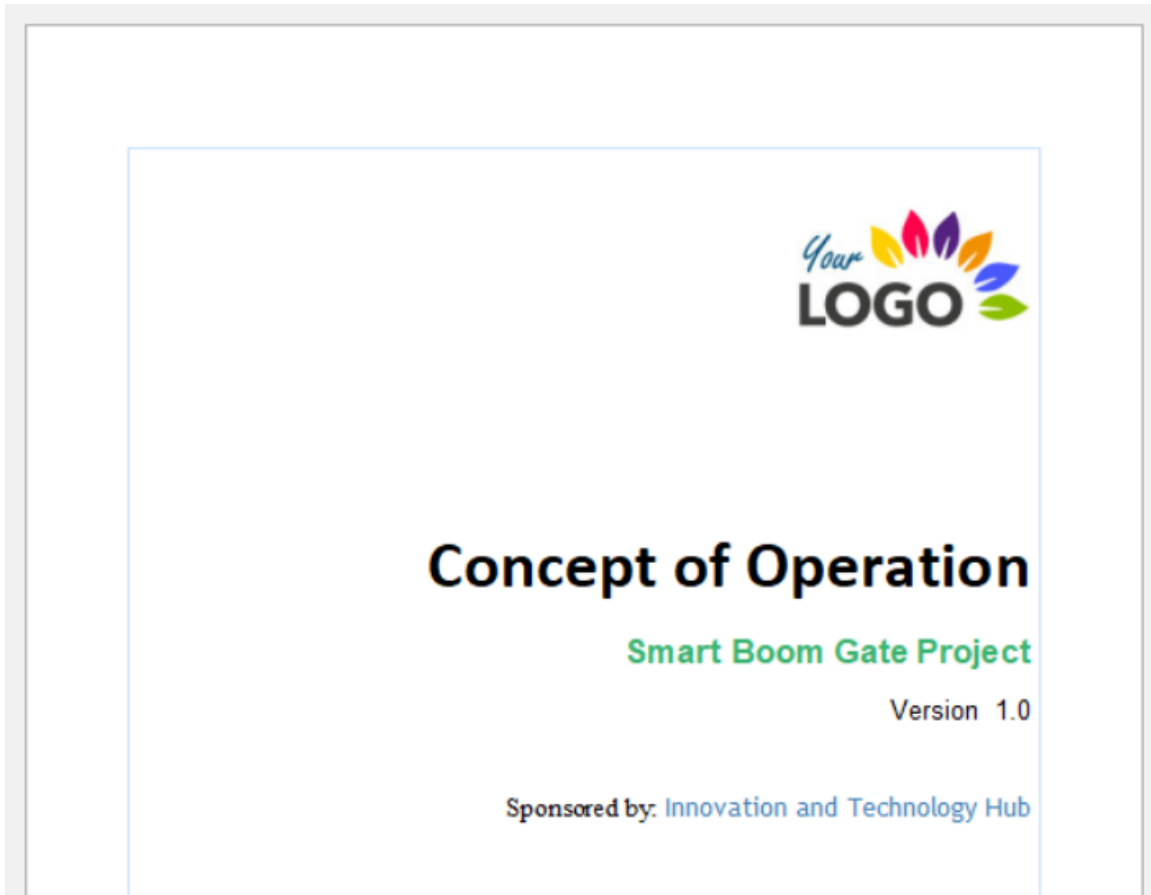 Your
LOGO
Concept of Operation
Smart Boom Gate Project
Version 1.0
Sponsored by: Innovation and Technology Hub